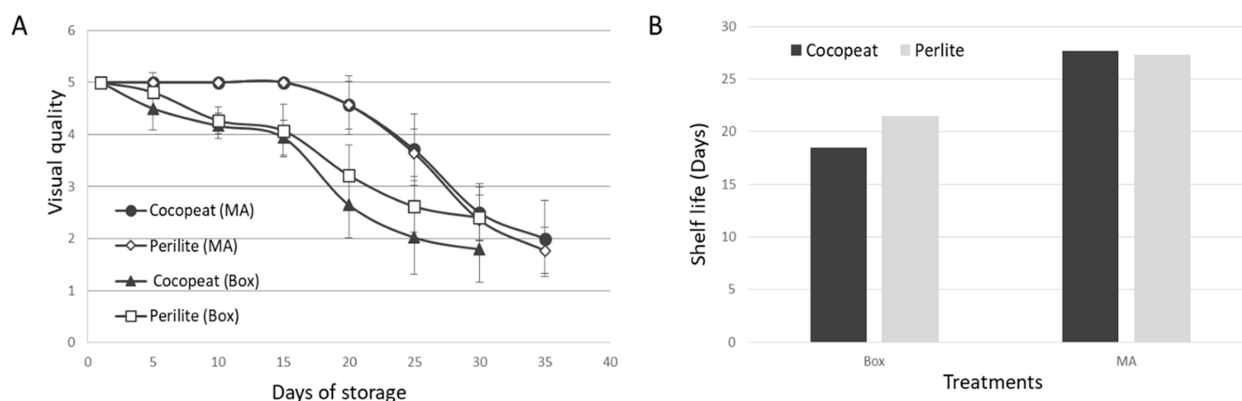 A
Visual quality
6
5
4
3
2
1
0
Cocopeat (MA)
Perilite (MA)
Cocopeat (Box)
Perilite (Box)
0 5 10 15 20 25 30 35 40
Days of storage
B
Shelf life (Days)
30
25
20
15
10
5
0
Cocopeat Perlite
Box MA
Treatments